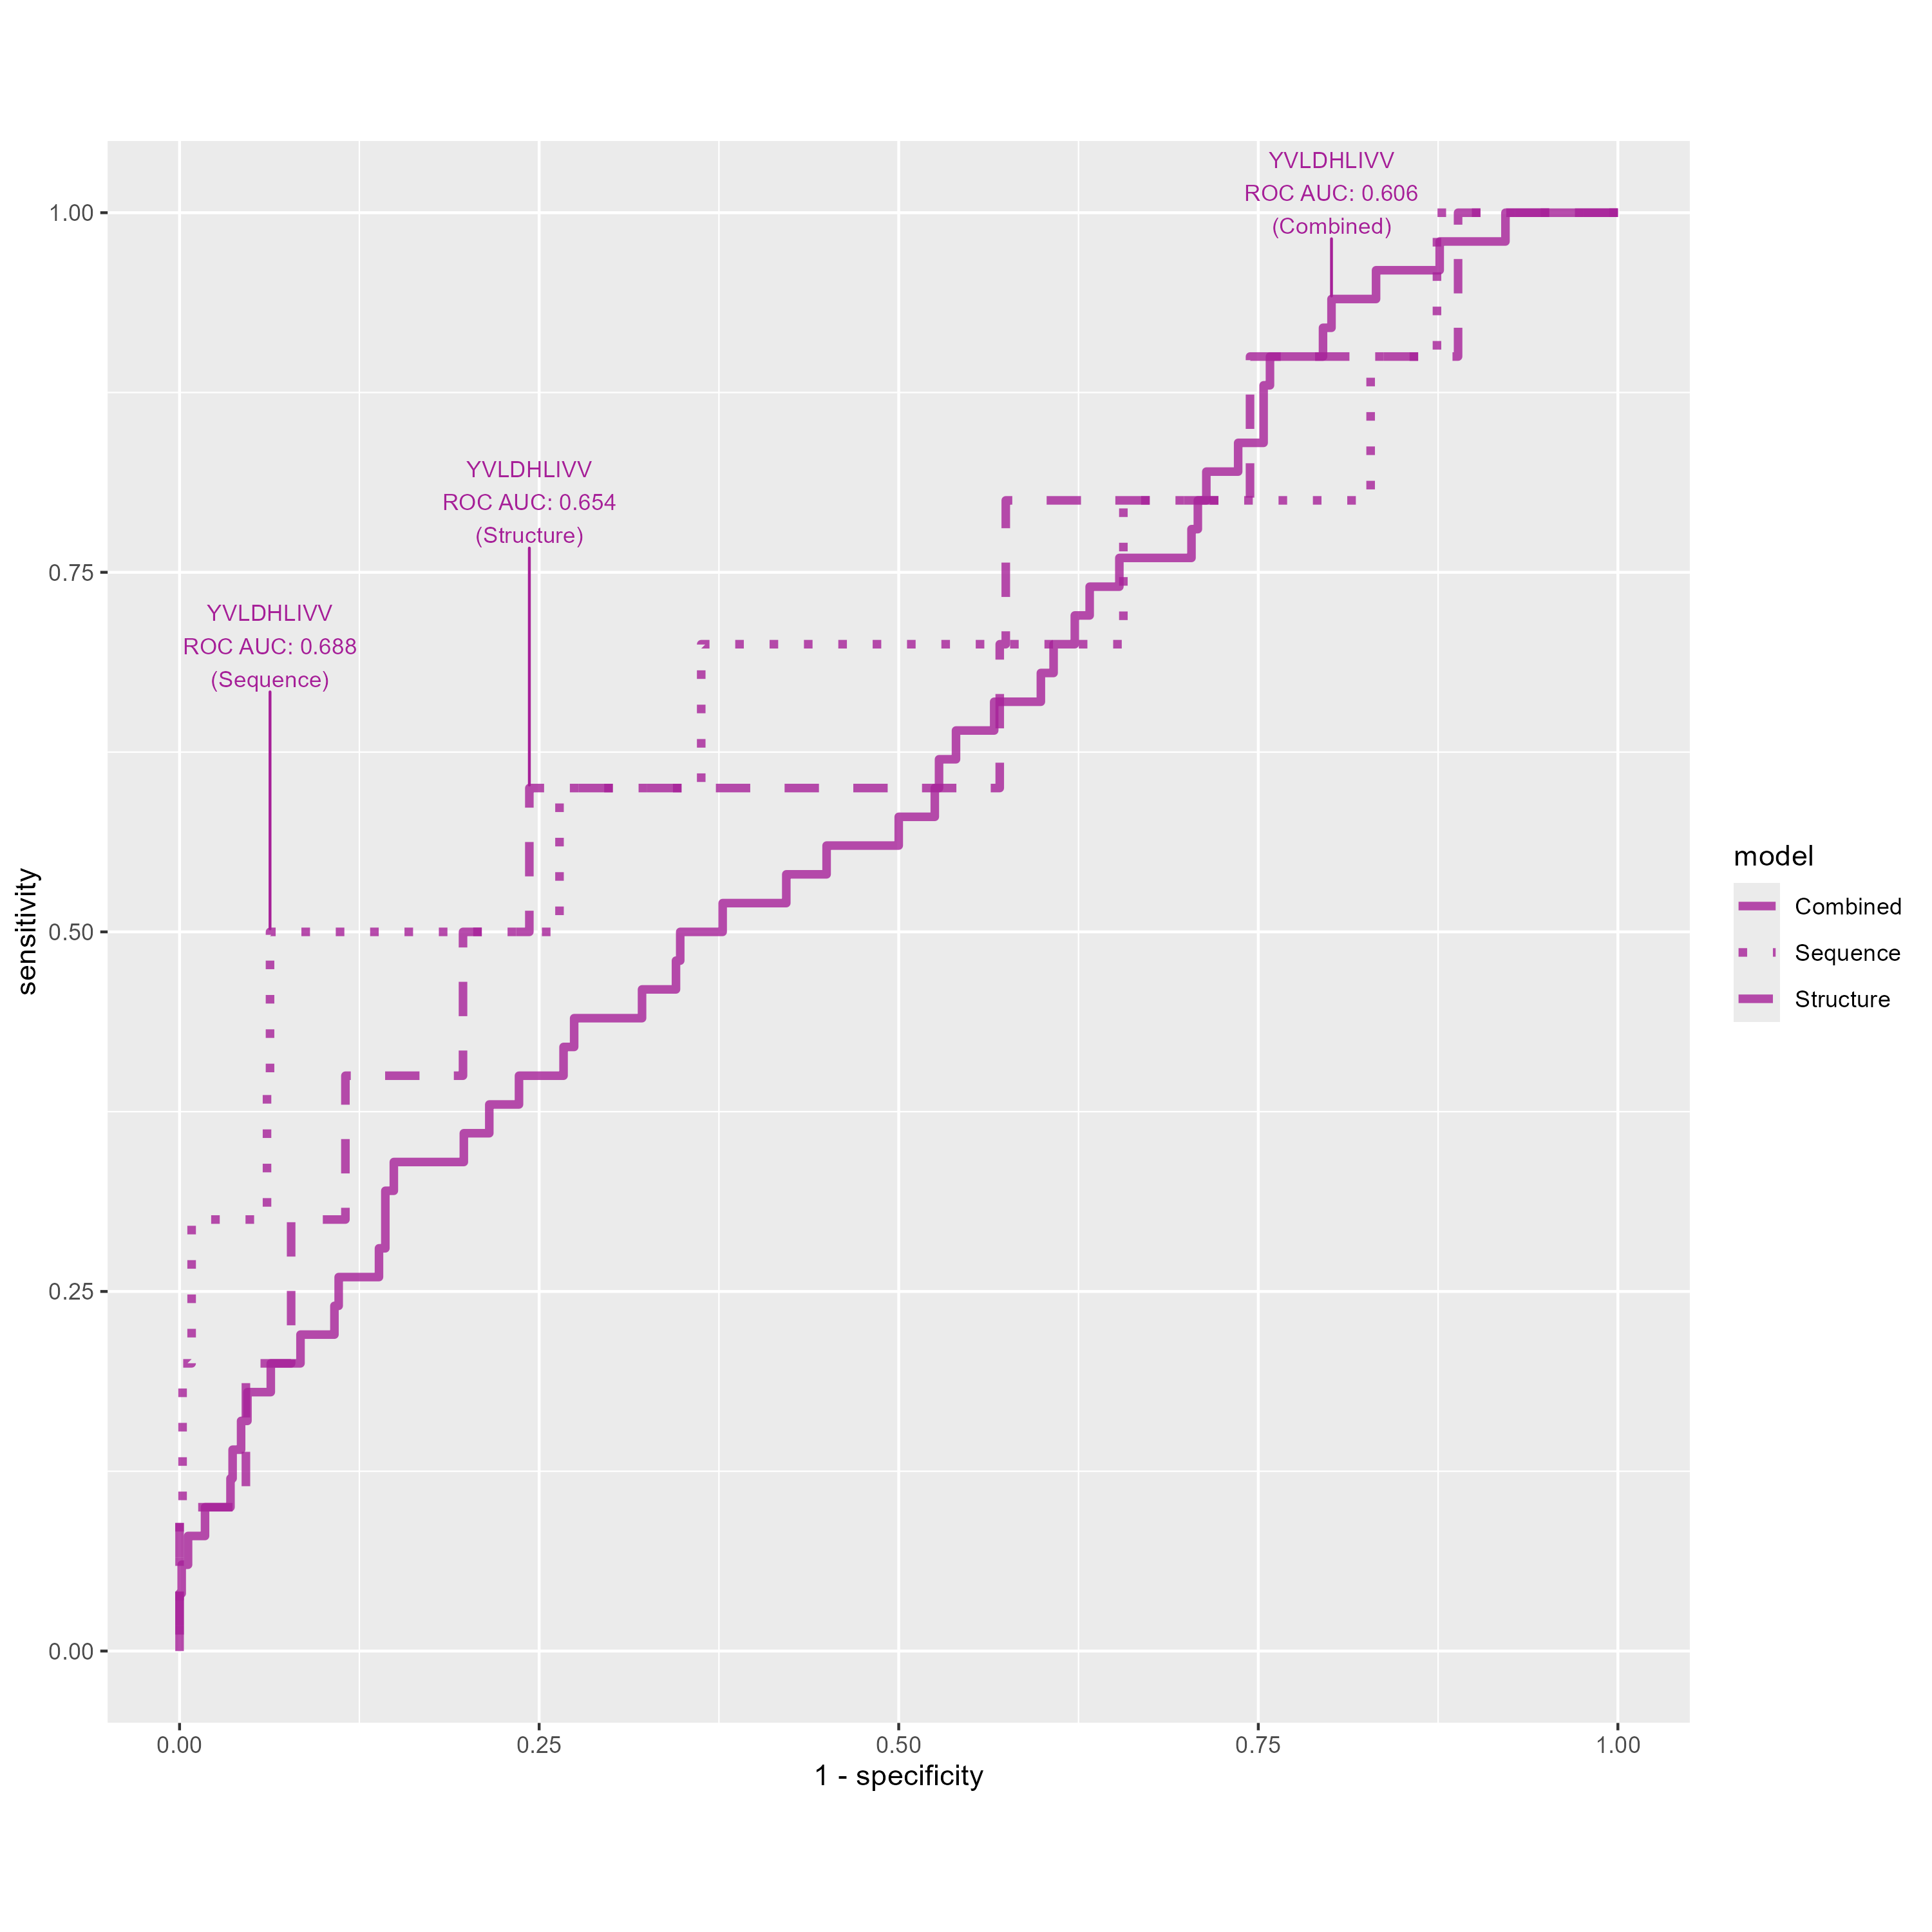 YVLDHLIVV
ROC AUC: 0.606
(Combined)
YVLDHLIVV
ROC AUC: 0.654
(Structure)
YVLDHLIVV
ROC AUC: 0.688
(Sequence)
1.00
0.75
0.50
0.25
0.00
sensitivity
0.00
0.25
0.50
0.75
1.00
1 - specificity
model
Combined
Sequence
Structure